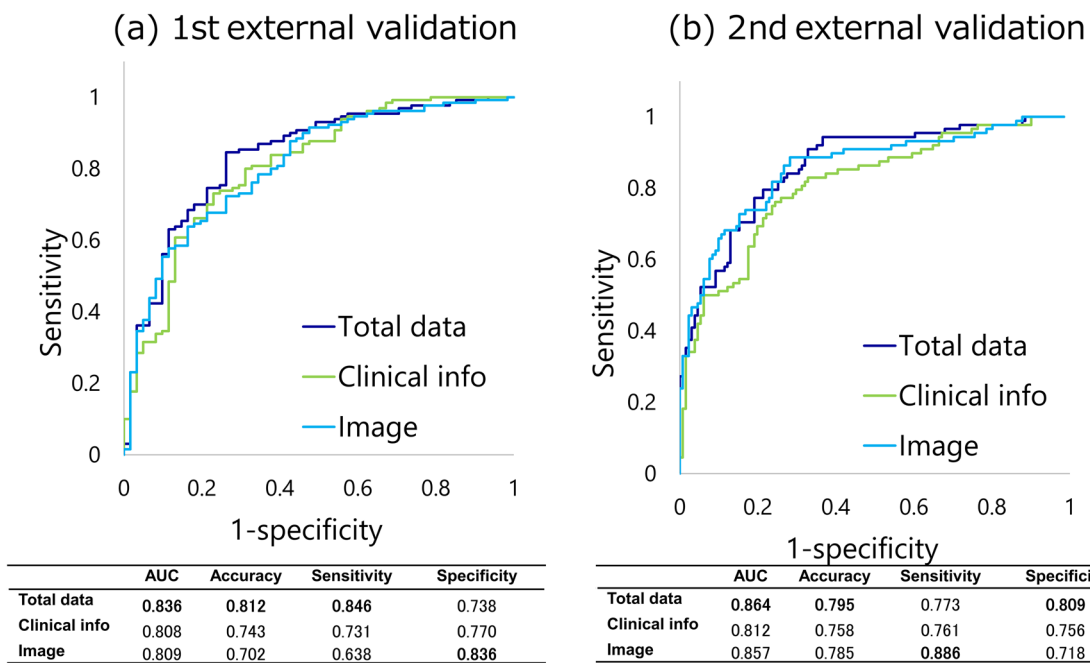 (a) 1st external validation
1
0.8
0.6
0.4
0.2
0
Sensitivity
Total data
Clinical info
Image
0 0.2 0.4 0.6 0.8 1
1-specificity
AUC Accuracy Sensitivity Specificity
Total data 0.836 0.812 0.846 0.738
Clinical info 0.808 0.743 0.731 0.770
Image 0.809 0.702 0.638 0.836
(b) 2nd external validation
1
0.8
0.6
0.4
0.2
0
Sensitivity
Total data
Clinical info
Image
0 0.2 0.4 0.6 0.8 1
1-specificity
AUC Accuracy Sensitivity Specifici
Total data 0.864 0.795 0.773 0.809
Clinical info 0.812 0.758 0.761 0.756
Image 0.857 0.785 0.886 0.718